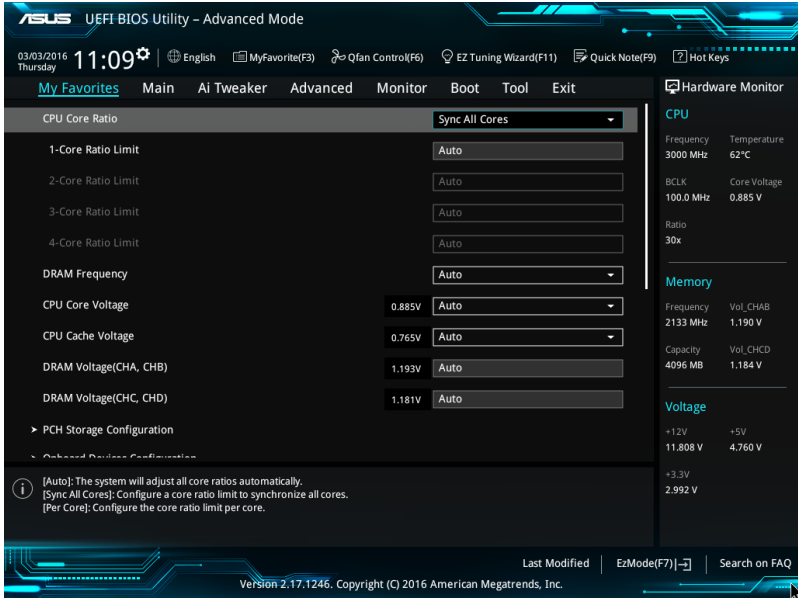 ASUS UEFI BIOS Utility – Advanced Mode
03/03/2016
Thursday
11:09
English
MyFavorite(F3)
Qfan Control(F6)
EZ Tuning Wizard(F11)
Quick Note(F9)
? Hot Keys
My Favorites Main Ai Tweaker Advanced Monitor Boot Tool Exit
CPU Core Ratio Sync All Cores
1-Core Ratio Limit Auto
2-Core Ratio Limit Auto
3-Core Ratio Limit Auto
4-Core Ratio Limit Auto
DRAM Frequency Auto
CPU Core Voltage 0.885V Auto
CPU Cache Voltage 0.765V Auto
DRAM Voltage(CHA, CHB) 1.193V Auto
DRAM Voltage(CHC, CHD) 1.181V Auto
> PCH Storage Configuration
> Onboard Devices Configuration
[Auto]: The system will adjust all core ratios automatically.
[Sync All Cores]: Configure a core ratio limit to synchronize all cores.
[Per Core]: Configure the core ratio limit per core.
Hardware Monitor
CPU
Frequency Temperature
3000 MHz 62°C
BCLK Core Voltage
100.0 MHz 0.885 V
Ratio
30x
Memory
Frequency Vol_CHAB
2133 MHz 1.190 V
Capacity Vol_CHCD
4096 MB 1.184 V
Voltage
+12V +5V
11.808 V 4.760 V
+3.3V
2.992 V
Last Modified EzMode(F7) Search on FAQ
Version 2.17.1246. Copyright (C) 2016 American Megatrends, Inc.